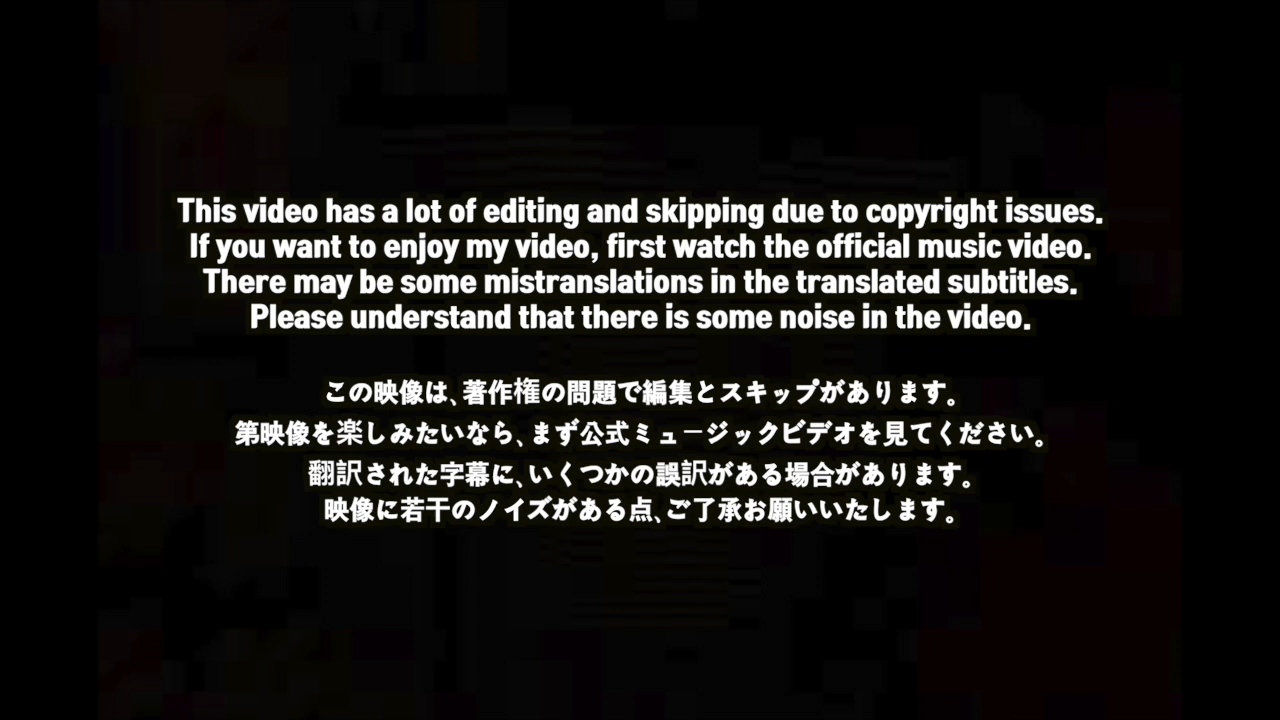 This video has a lot of editing and skipping due to copyright issues.
If you want to enjoy my video, first watch the official music video.
There may be some mistranslations in the translated subtitles.
Please understand that there is some noise in the video.
この映像は、著作権の問題で編集とスキップがあります。
第映像を楽しみたいなら、まず公式ミュージックビデオを見てください。
翻訳された字幕に、いくつかの誤訳がある場合があります。
映像に若干のノイズがある点、ご了承お願いいたします。